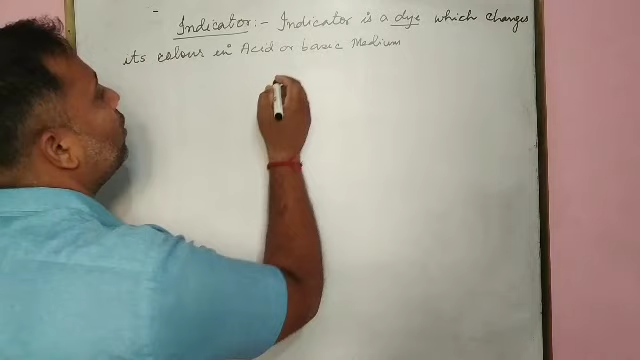 Indicator:- Indicator is a dye which changes
its colour in Acid or basic Medium